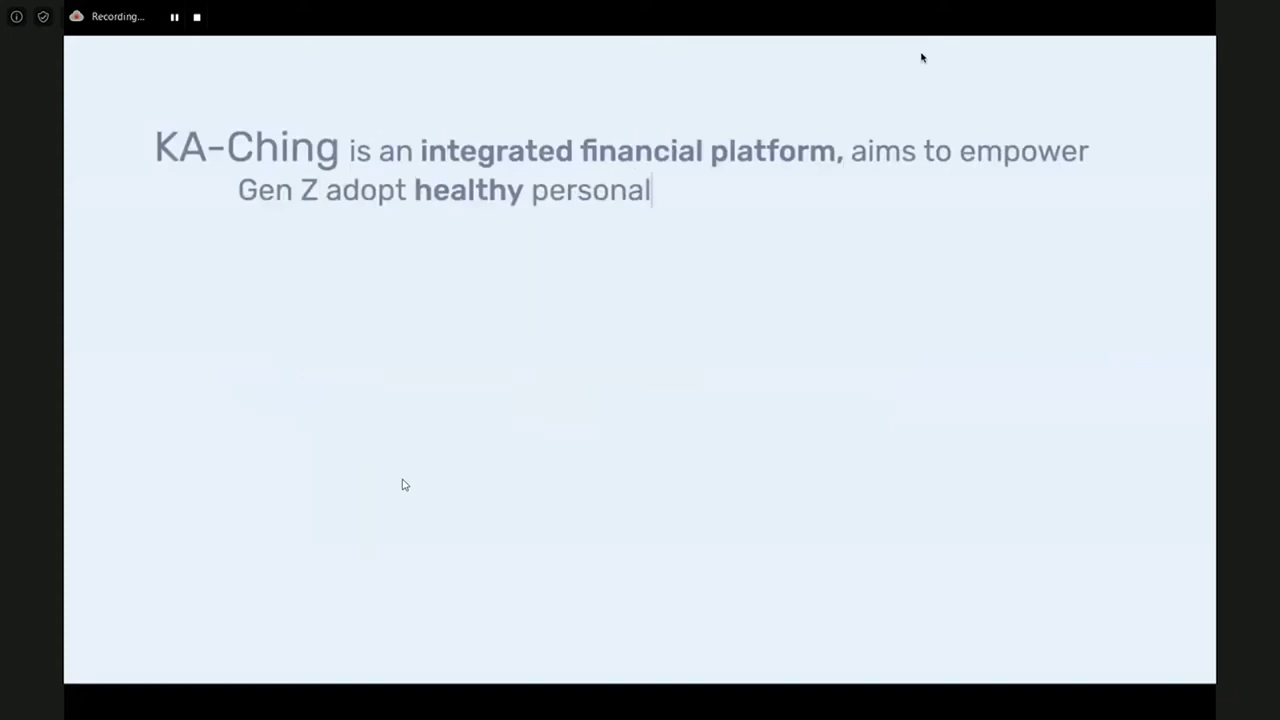 Recording...
KA-Ching is an integrated financial platform, aims to empower
Gen Z adopt healthy personal